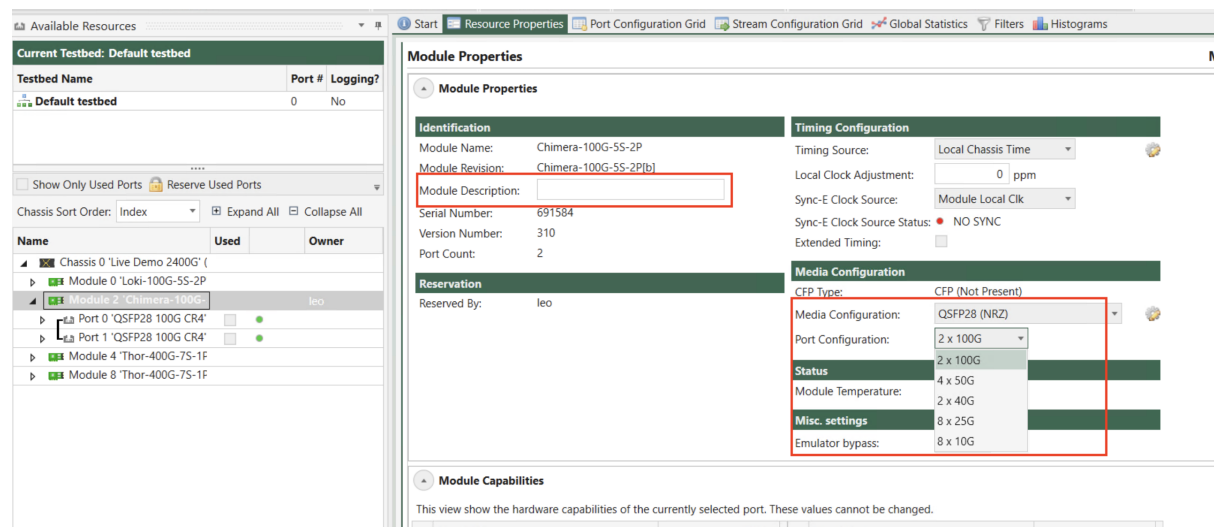 Available Resources
Current Testbed: Default testbed
Testbed Name Port # Logging?
Default testbed 0 No
Show Only Used Ports Reserve Used Ports
Chassis Sort Order: Index Expand All Collapse All
Name Used Owner
Chassis 0 'Live Demo 2400G' (
Module 0 'Loki-100G-5S-2P
Module 2 'Chimera-100G- leo
Port 0 'QSFP28 100G CR4'
Port 1 'QSFP28 100G CR4'
Module 4 'Thor-400G-7S-1P
Module 8 'Thor-400G-7S-1P
Start Resource Properties Port Configuration Grid Stream Configuration Grid Global Statistics Filters Histograms
Module Properties
Module Properties
Identification
Module Name: Chimera-100G-5S-2P
Module Revision: Chimera-100G-5S-2P[b]
Module Description:
Serial Number: 691584
Version Number: 310
Port Count: 2
Reservation
Reserved By: leo
Timing Configuration
Timing Source: Local Chassis Time
Local Clock Adjustment: 0 ppm
Sync-E Clock Source: Module Local Clk
Sync-E Clock Source Status: NO SYNC
Extended Timing:
Media Configuration
CFP Type: CFP (Not Present)
Media Configuration: QSFP28 (NRZ)
Port Configuration: 2 x 100G
2 x 100G
4 x 50G
2 x 40G
8 x 25G
8 x 10G
Status
Module Temperature:
Misc. settings
Emulator bypass:
Module Capabilities
This view show the hardware capabilities of the currently selected port. These values cannot be changed.